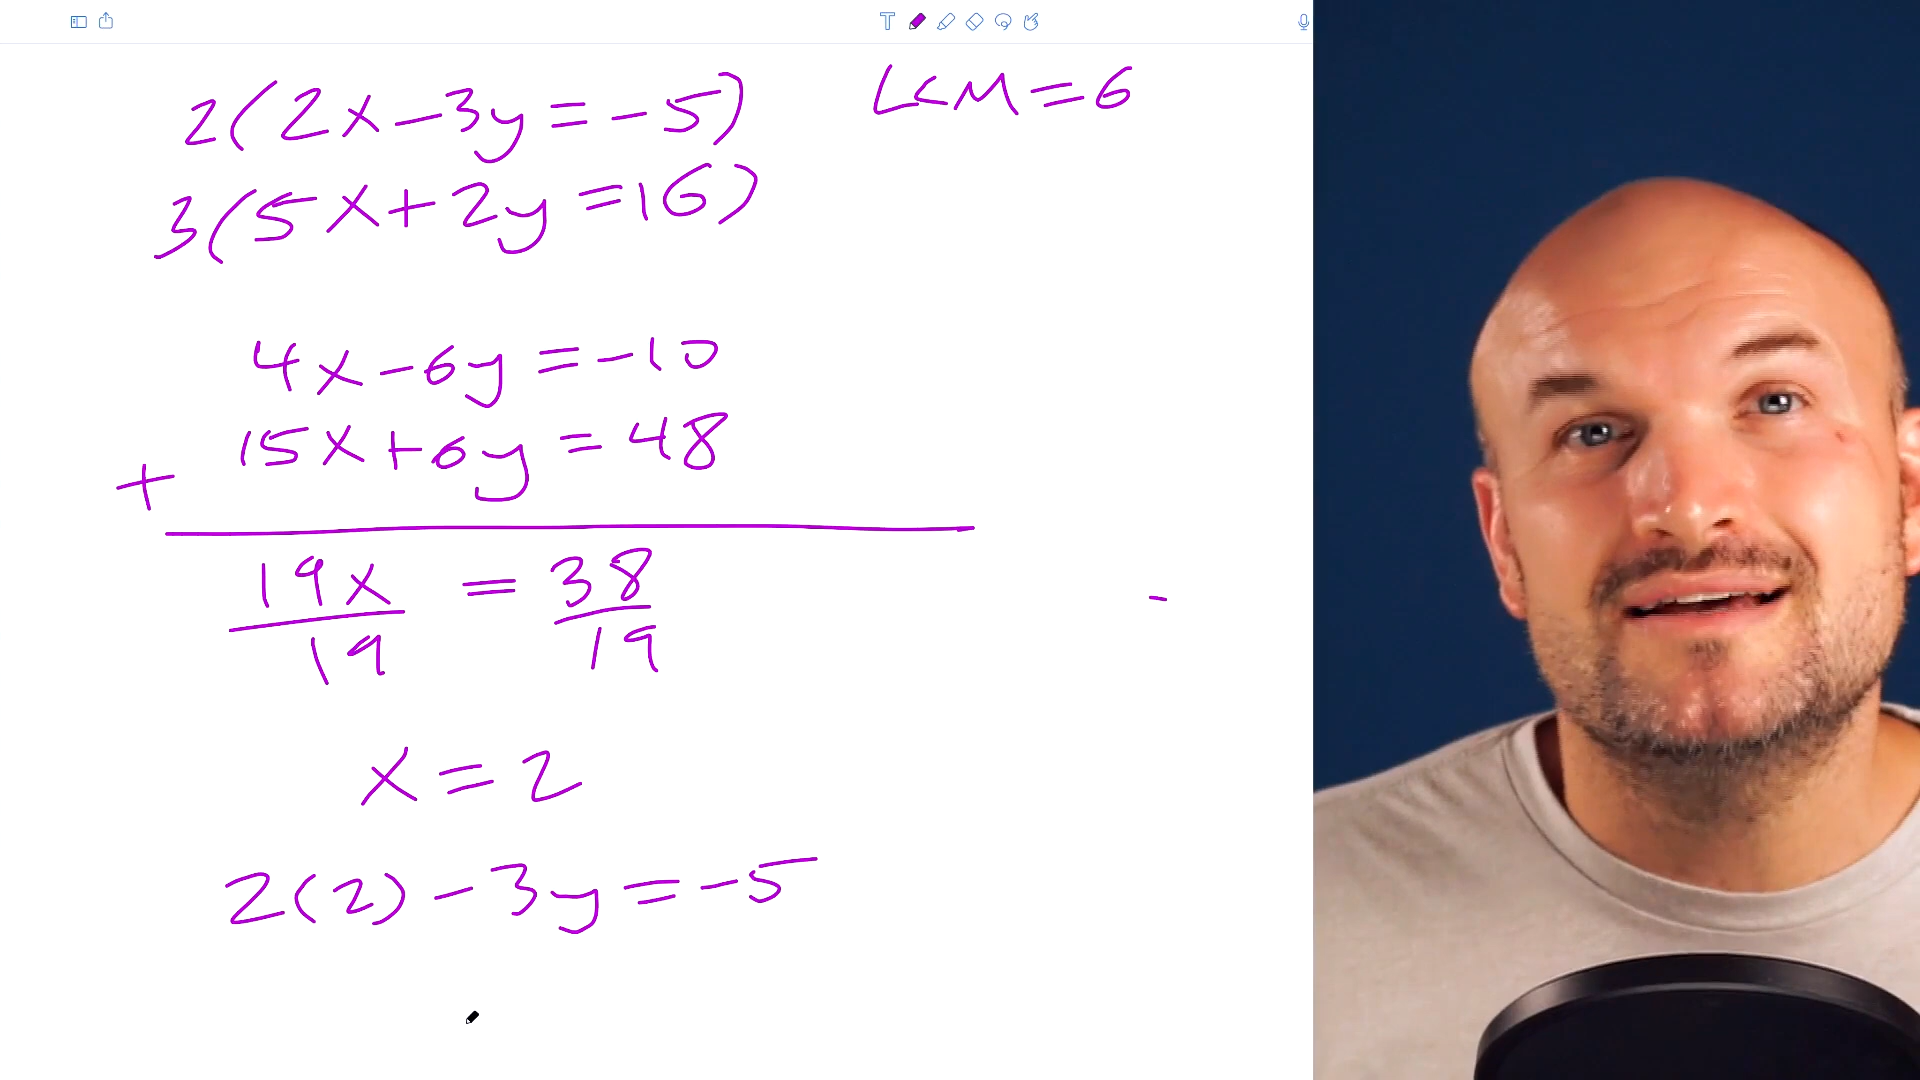 2(2x-3y=-5)
LCM=6
3(5x+2y=16)
4x-6y=-10
15x+6y=48
+
19x = 38
19 19
x=2
2(2)-3y=-5